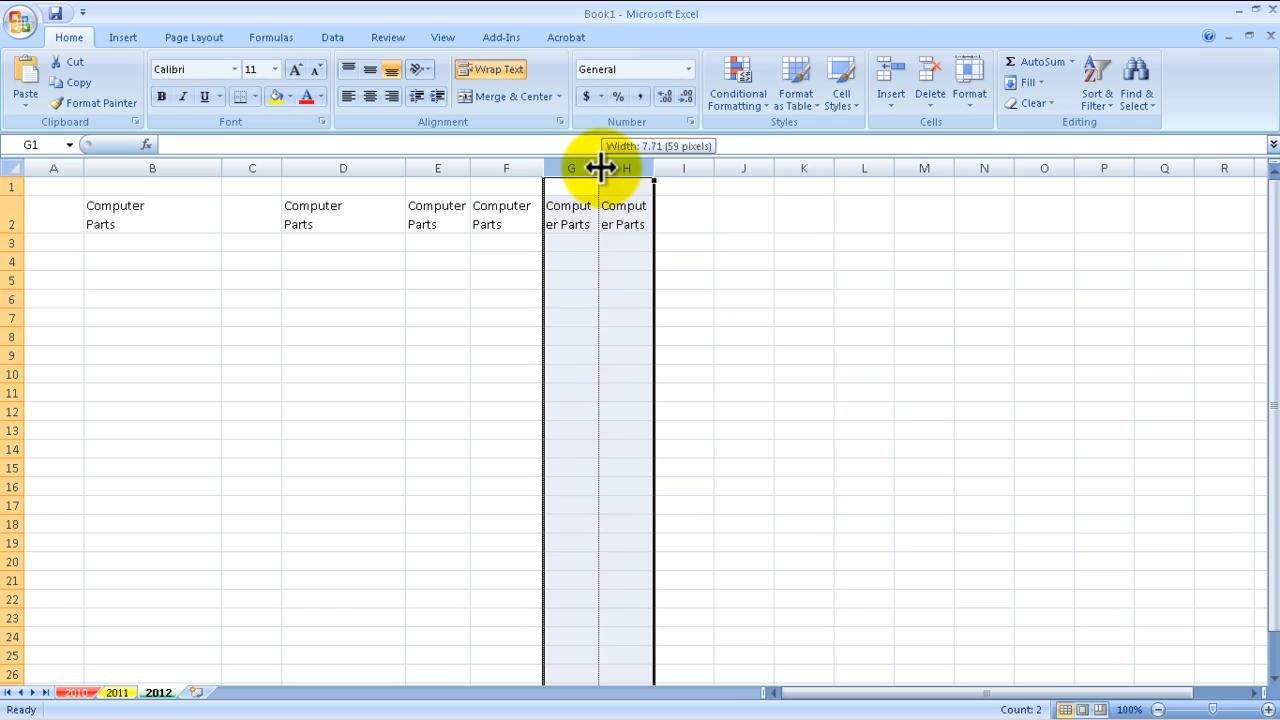 Book1 - Microsoft Excel
Home Insert Page Layout Formulas Data Review View Add-Ins Acrobat
Paste
Cut
Copy
Format Painter
Clipboard
Calibri 11
B I U
Font
Wrap Text
Merge & Center
Alignment
General
$ % ,
Number
Conditional Formatting
Format as Table
Cell Styles
Styles
Insert Delete Format
Cells
AutoSum
Fill
Clear
Sort & Filter
Find & Select
Editing
G1 fx
Width: 7.71 (59 pixels)
A B C D E F G H I J K L M N O P Q R
1
2 Computer Parts Computer Parts Computer Parts Computer Parts Comput er Parts Comput er Parts
3
4
5
6
7
8
9
10
11
12
13
14
15
16
17
18
19
20
21
22
23
24
25
26
2010 2011 2012
Ready Count: 2 100%